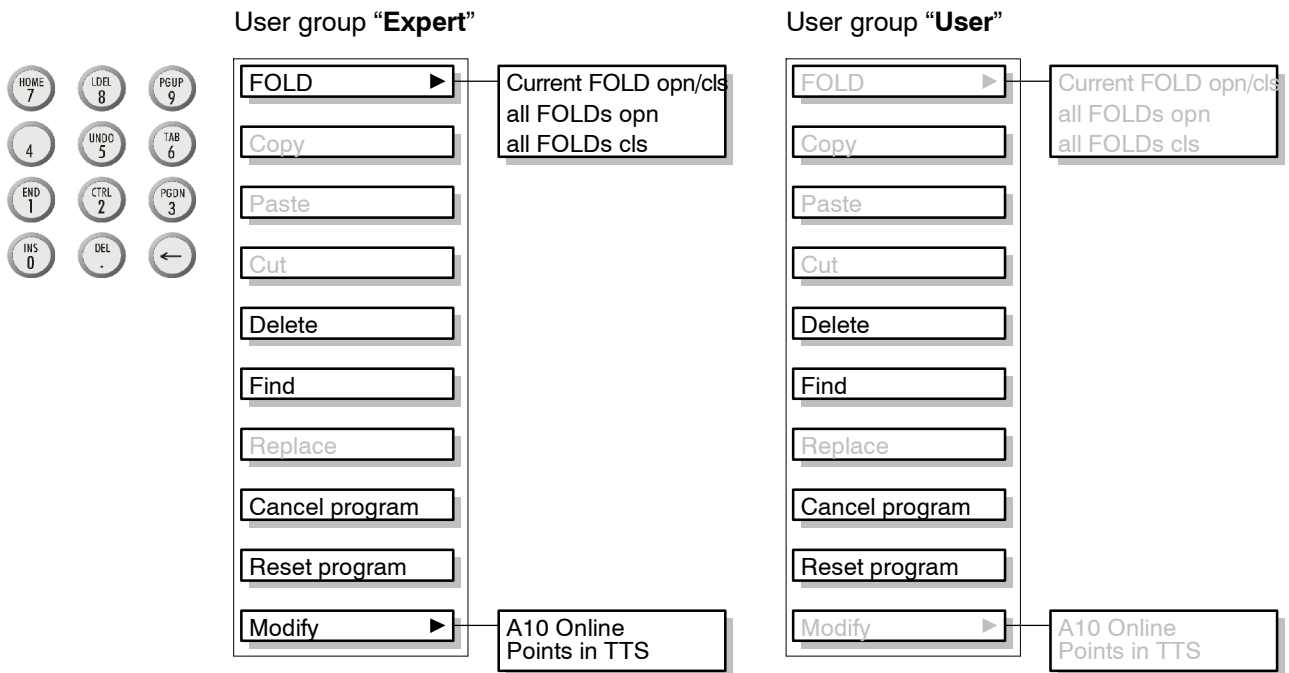 User group “Expert”
User group “User”
HOME 7
LDEL 8
PGUP 9
4
UNDO 5
TAB 6
END 1
CTRL 2
PGDN 3
INS 0
DEL .
←
FOLD ►
Current FOLD opn/cls
all FOLDs opn
all FOLDs cls
Copy
Paste
Cut
Delete
Find
Replace
Cancel program
Reset program
Modify ►
A10 Online
Points in TTS
FOLD ►
Current FOLD opn/cls
all FOLDs opn
all FOLDs cls
Copy
Paste
Cut
Delete
Find
Replace
Cancel program
Reset program
Modify ►
A10 Online
Points in TTS